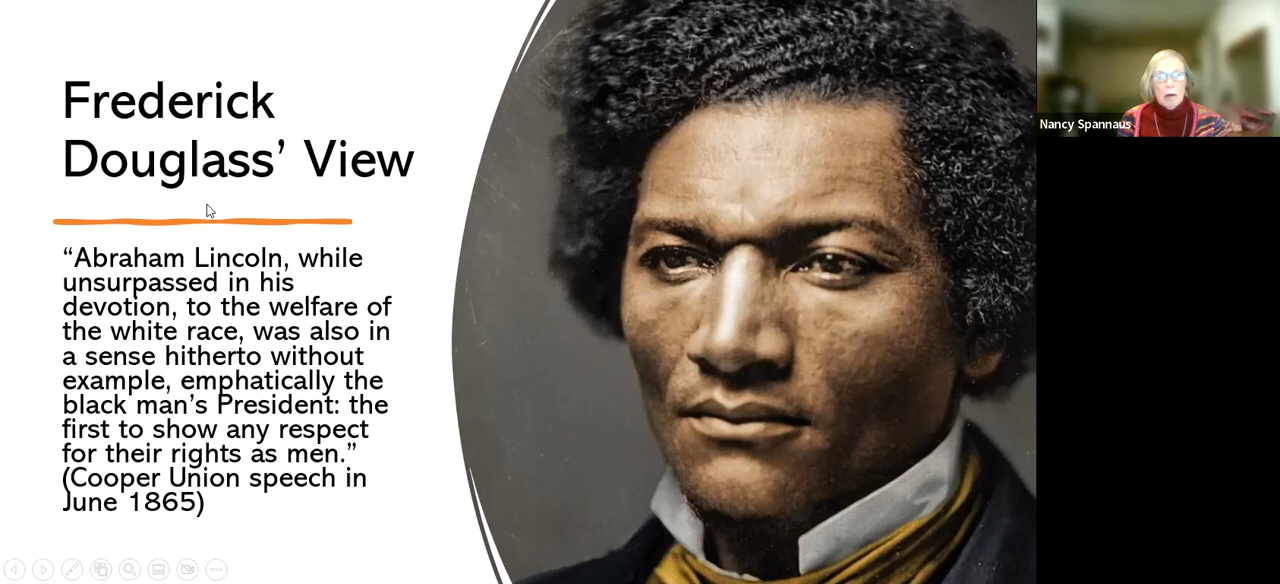 Frederick
Douglass’ View
“Abraham Lincoln, while
unsurpassed in his
devotion, to the welfare of
the white race, was also in
a sense hitherto without
example, emphatically the
black man’s President: the
first to show any respect
for their rights as men.”
(Cooper Union speech in
June 1865)
Nancy Spannaus